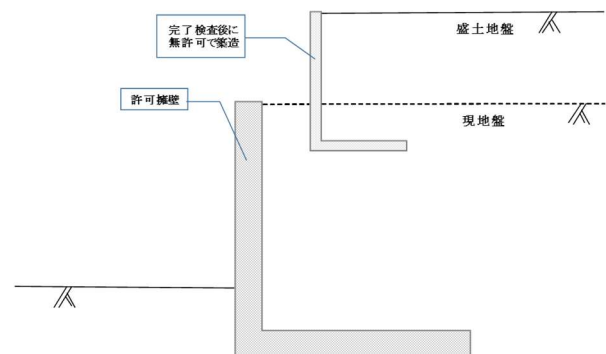 完了検査後に
無許可で築造
盛土地盤
許可擁壁
現地盤